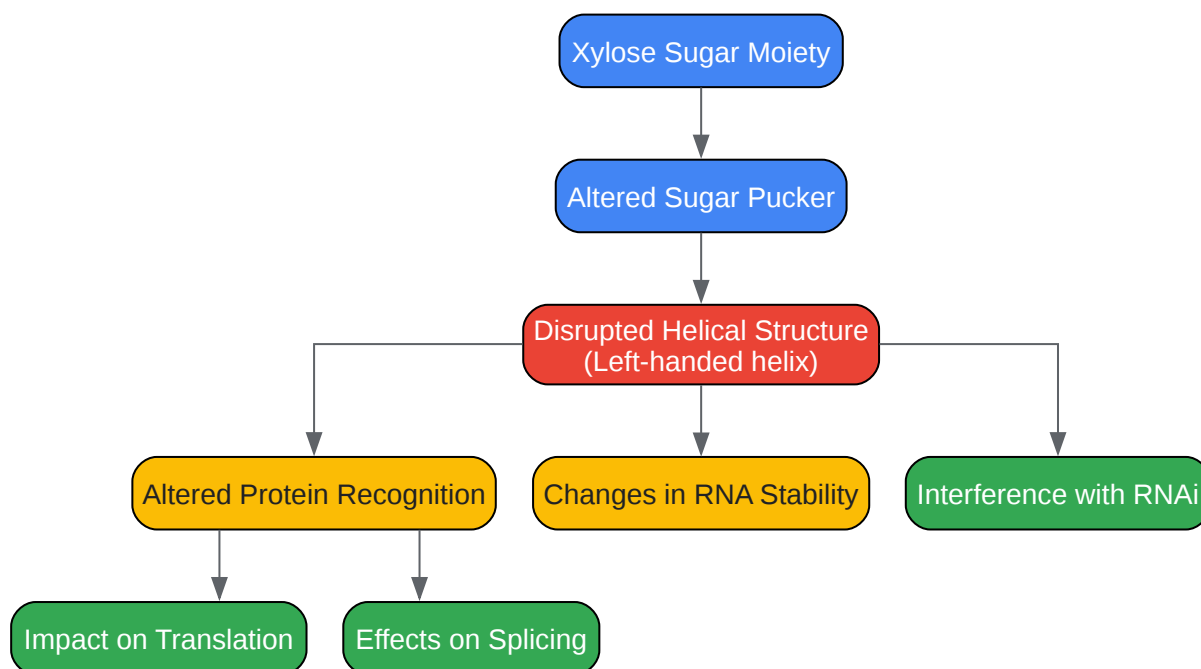 Xylose Sugar Moiety
Altered Sugar Pucker
Disrupted Helical Structure
(Left-handed helix)
Altered Protein Recognition
Changes in RNA Stability
Interference with RNAi
Impact on Translation
Effects on Splicing